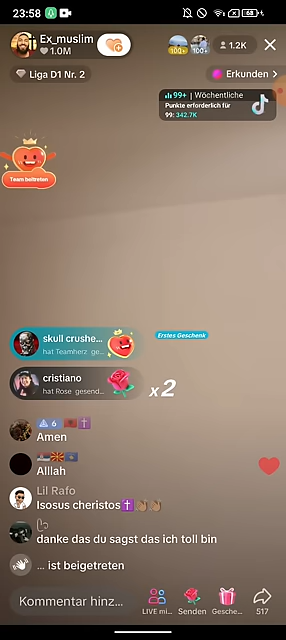 23:58
68
Ex_muslim
1.0M
100+
100+
1.2K
Liga D1 Nr. 2
Erkunden
99+ | Wöchentliche
Punkte erforderlich für
99: 342.7K
Team beitreten
skull crushe...
hat Teamherz ge...
Erstes Geschenk
cristiano
hat Rose gesend...
x2
6
Amen
Alllah
Lil Rafo
Isosus cheristos
danke das du sagst das ich toll bin
... ist beigetreten
Kommentar hinz...
LIVE mi...
Senden
Gesche...
517